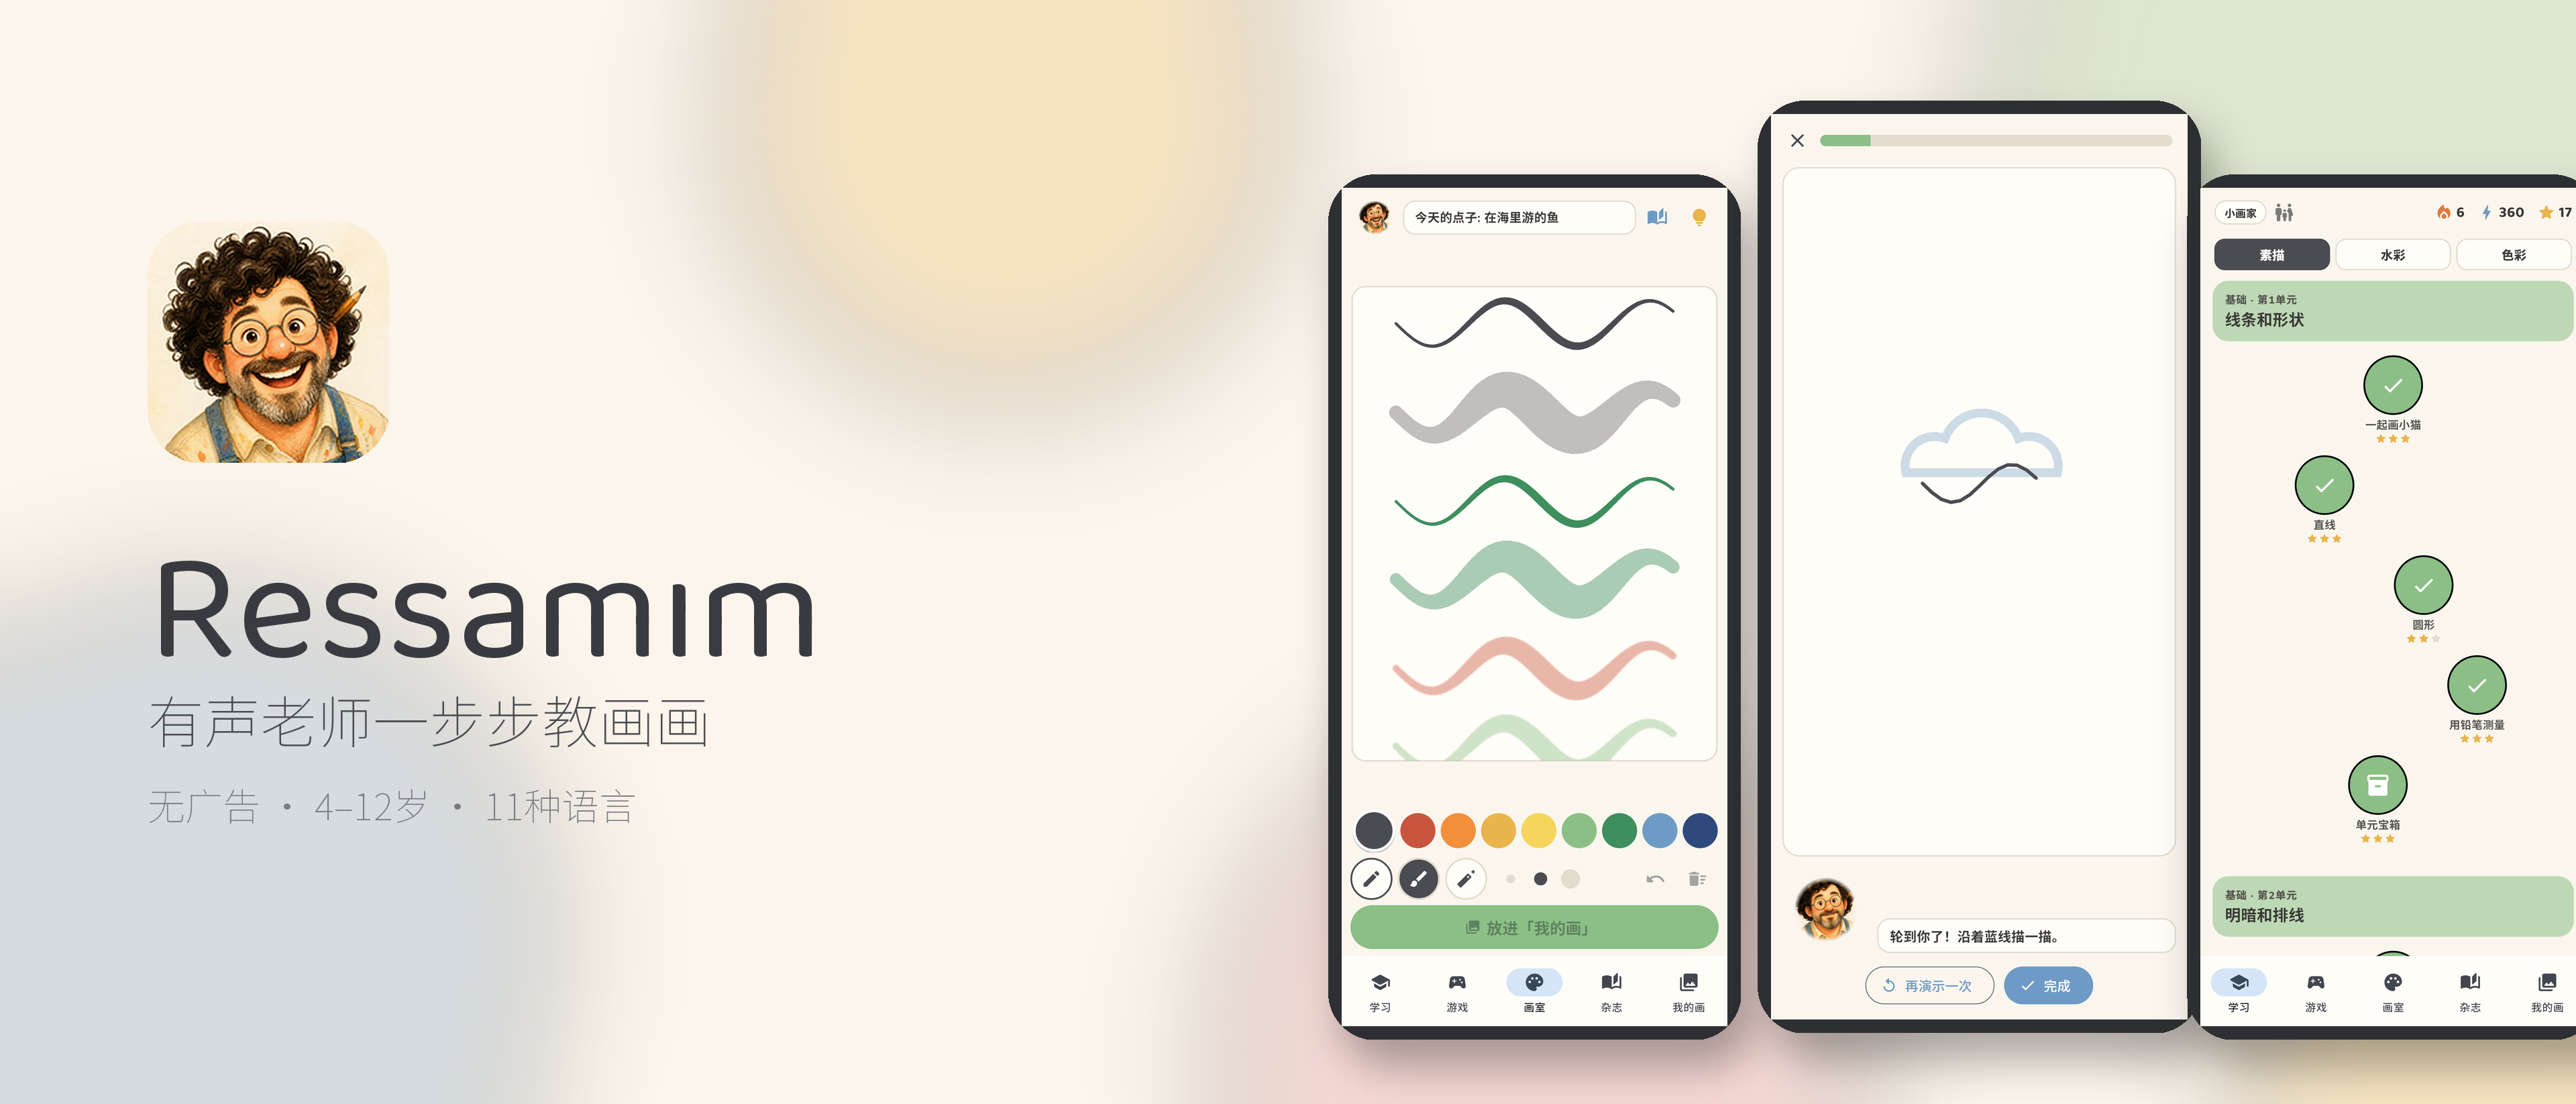 Ressamım
有声老师一步步教画画
无广告 · 4–12岁 · 11种语言
今天的点子: 在海里游的鱼
放进「我的画」
学习 游戏 画室 杂志 我的画
轮到你了！沿着蓝线描一描。
再演示一次 完成
小画家 6 360 17
素描 水彩 色彩
基础 · 第1单元
线条和形状
一起画小猫
直线
圆形
用铅笔测量
单元宝箱
基础 · 第2单元
明暗和排线
学习 游戏 画室 杂志 我的画